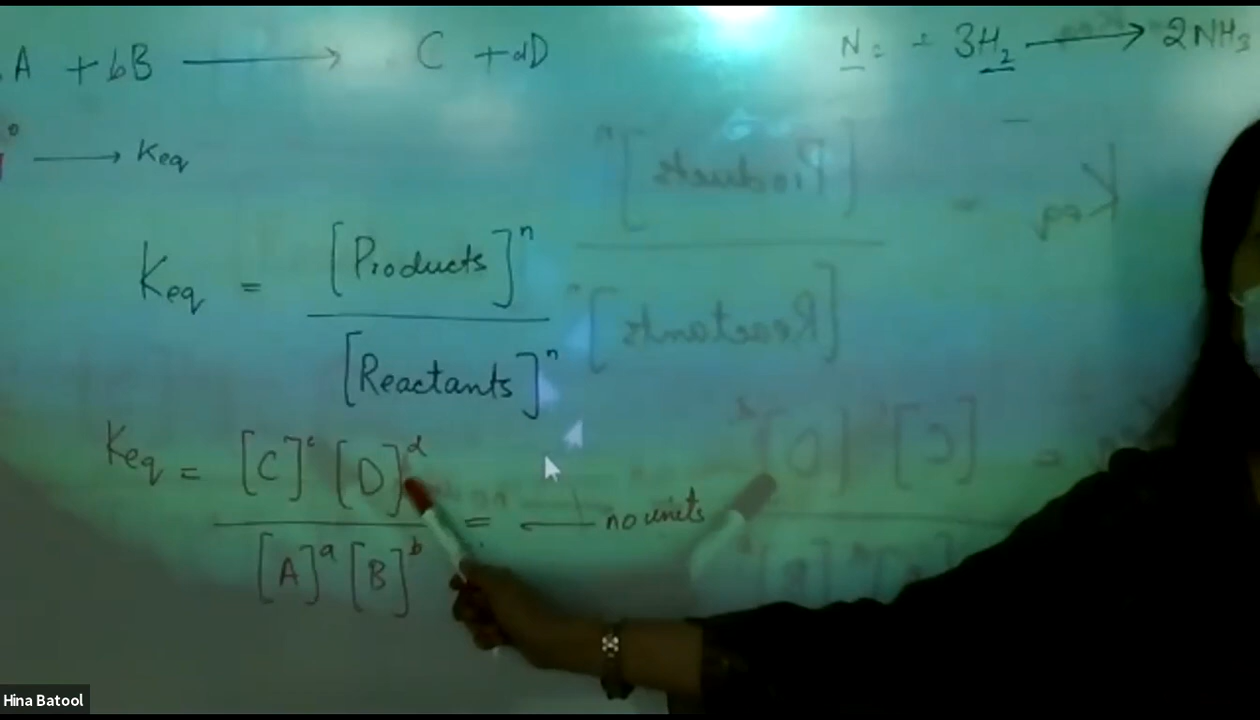 A + bB ⟶ C + dD
N₂ + 3H₂ ⟶ 2NH₃
° ⟶ Keq
Keq = [Products]ⁿ
[Reactants]ⁿ
Keq = [C]ᶜ [D]ᵈ = — no units
[A]ᵃ [B]ᵇ
Hina Batool